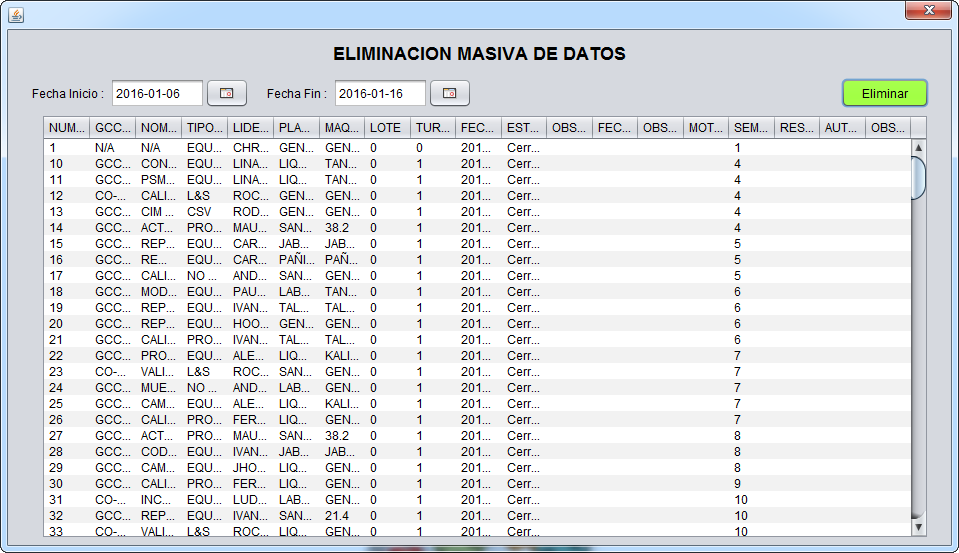 ELIMINACION MASIVA DE DATOS
Fecha Inicio : 2016-01-06 Fecha Fin : 2016-01-16 Eliminar
NUM... GCC... NOM... TIPO... LIDE... PLA... MAQ... LOTE TUR... FEC... EST... OBS... FEC... OBS... MOT... SEM... RES... AUT... OBS...
1 N/A N/A EQU... CHR... GEN... GEN... 0 0 201... Cerr... 1
10 GCC... CON... EQU... LINA... LIQ... TAN... 0 1 201... Cerr... 4
11 GCC... PSM... EQU... LINA... LIQ... TAN... 0 1 201... Cerr... 4
12 CO-... CALI... L&S ROC... GEN... GEN... 0 1 201... Cerr... 4
13 GCC... CIM ... CSV ROD... GEN... GEN... 0 1 201... Cerr... 4
14 GCC... ACT... PRO... MAU... SAN... 38.2 0 1 201... Cerr... 4
15 GCC... REP... EQU... CAR... JAB... JAB... 0 1 201... Cerr... 5
16 GCC... RE... EQU... CAR... PAÑI... PAÑ... 0 1 201... Cerr... 5
17 GCC... CALI... NO ... AND... SAN... GEN... 0 1 201... Cerr... 5
18 GCC... MOD... EQU... PAU... LAB... TAN... 0 1 201... Cerr... 6
19 GCC... REP... EQU... IVAN... TAL... TAL... 0 1 201... Cerr... 6
20 GCC... REP... EQU... HOO... GEN... GEN... 0 1 201... Cerr... 6
21 GCC... CALI... PRO... IVAN... TAL... TAL... 0 1 201... Cerr... 6
22 GCC... PRO... EQU... ALE... LIQ... KALI... 0 1 201... Cerr... 7
23 CO-... VALI... L&S ROC... SAN... GEN... 0 1 201... Cerr... 7
24 GCC... MUE... NO ... AND... LAB... GEN... 0 1 201... Cerr... 7
25 GCC... CAM... EQU... ALE... LIQ... KALI... 0 1 201... Cerr... 7
26 GCC... CALI... PRO... FER... LIQ... GEN... 0 1 201... Cerr... 7
27 GCC... ACT... PRO... MAU... SAN... 38.2 0 1 201... Cerr... 8
28 GCC... COD... EQU... IVAN... JAB... JAB... 0 1 201... Cerr... 8
29 GCC... CAM... EQU... JHO... LIQ... GEN... 0 1 201... Cerr... 8
30 GCC... CALI... PRO... FER... LIQ... GEN... 0 1 201... Cerr... 9
31 CO-... INC... EQU... LUD... LAB... GEN... 0 1 201... Cerr... 10
32 GCC... REP... EQU... IVAN... SAN... 21.4 0 1 201... Cerr... 10
33 CO-... VALI... L&S ROC... LIQ... GEN... 0 1 201... Cerr... 10